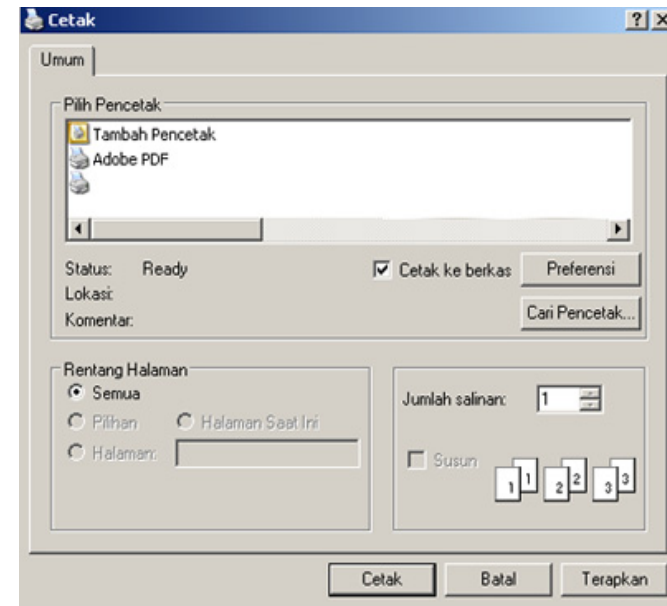 Cetak
Umum
Pilih Pencetak
Tambah Pencetak
Adobe PDF
Status: Ready
Cetak ke berkas
Preferensi
Lokasi:
Komentar:
Cari Pencetak...
Rentang Halaman
Semua
Pilihan Halaman Saat Ini
Halaman:
Jumlah salinan: 1
Susun
1 1 2 2 3 3
Cetak Batal Terapkan